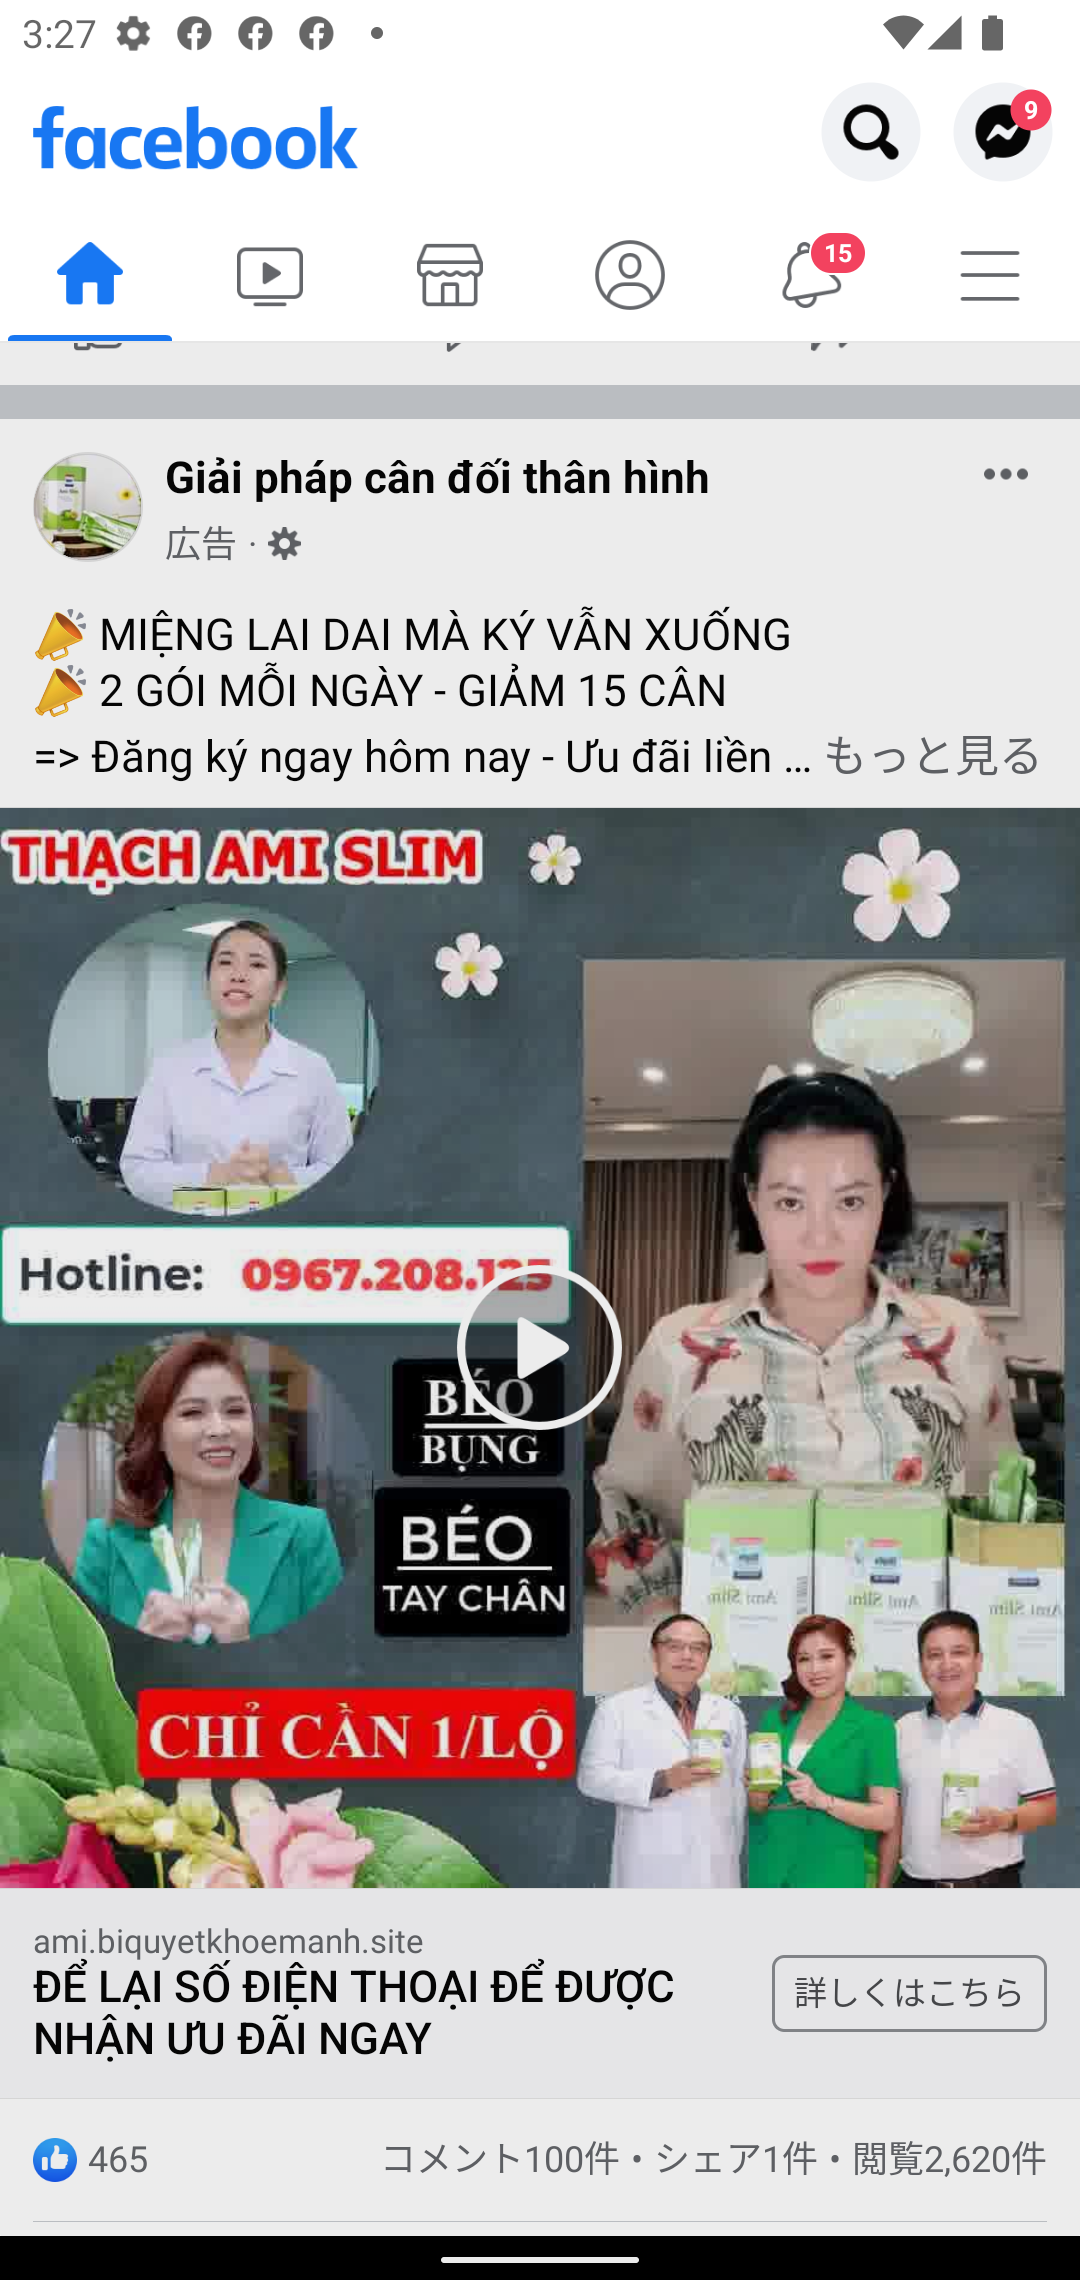 3:27
facebook
9
15
Giải pháp cân đối thân hình
広告 ·
MIỆNG LAI DAI MÀ KÝ VẪN XUỐNG
2 GÓI MỖI NGÀY - GIẢM 15 CÂN
=> Đăng ký ngay hôm nay - Ưu đãi liền ... もっと見る
THẠCH AMI SLIM
Hotline: 0967.208.125
BÉO
BỤNG
BÉO
TAY CHÂN
Ami Slim
Ami Slim
Ami Slim
CHỈ CẦN 1/LỘ
ami.biquyetkhoemanh.site
ĐỂ LẠI SỐ ĐIỆN THOẠI ĐỂ ĐƯỢC
NHẬN ƯU ĐÃI NGAY
詳しくはこちら
465
コメント100件・シェア1件・閲覧2,620件